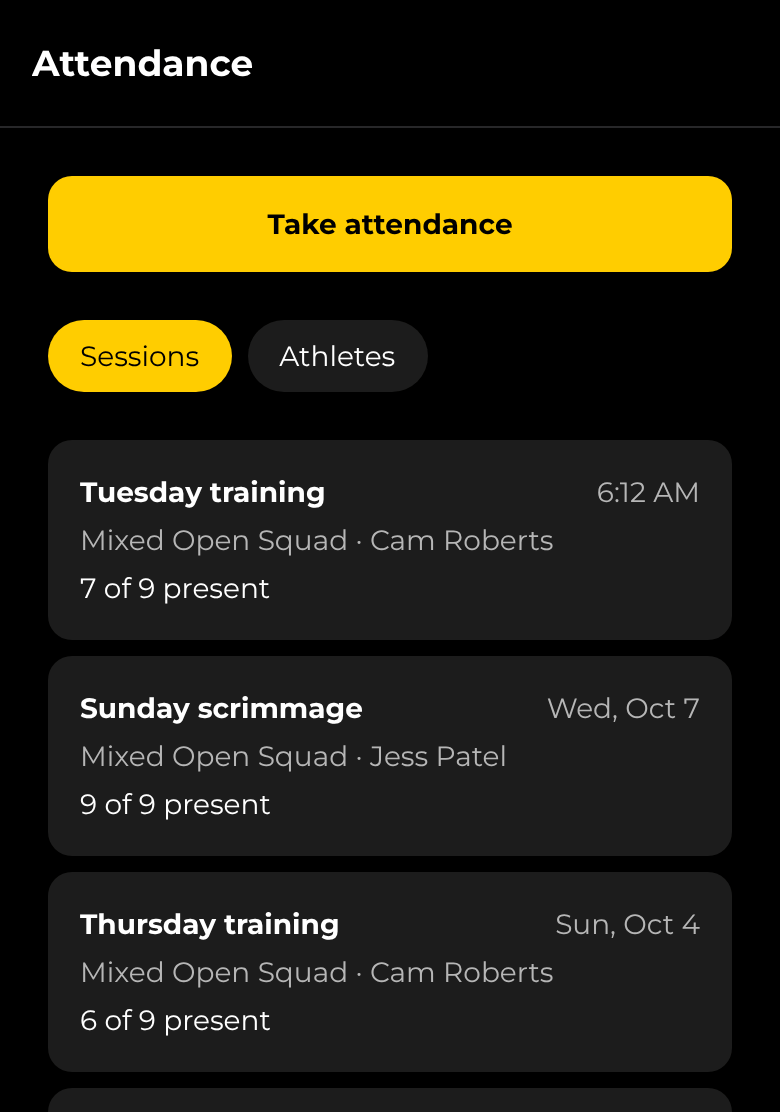 Attendance
Take attendance
Sessions Athletes
Tuesday training 6:12 AM
Mixed Open Squad · Cam Roberts
7 of 9 present
Sunday scrimmage Wed, Oct 7
Mixed Open Squad · Jess Patel
9 of 9 present
Thursday training Sun, Oct 4
Mixed Open Squad · Cam Roberts
6 of 9 present